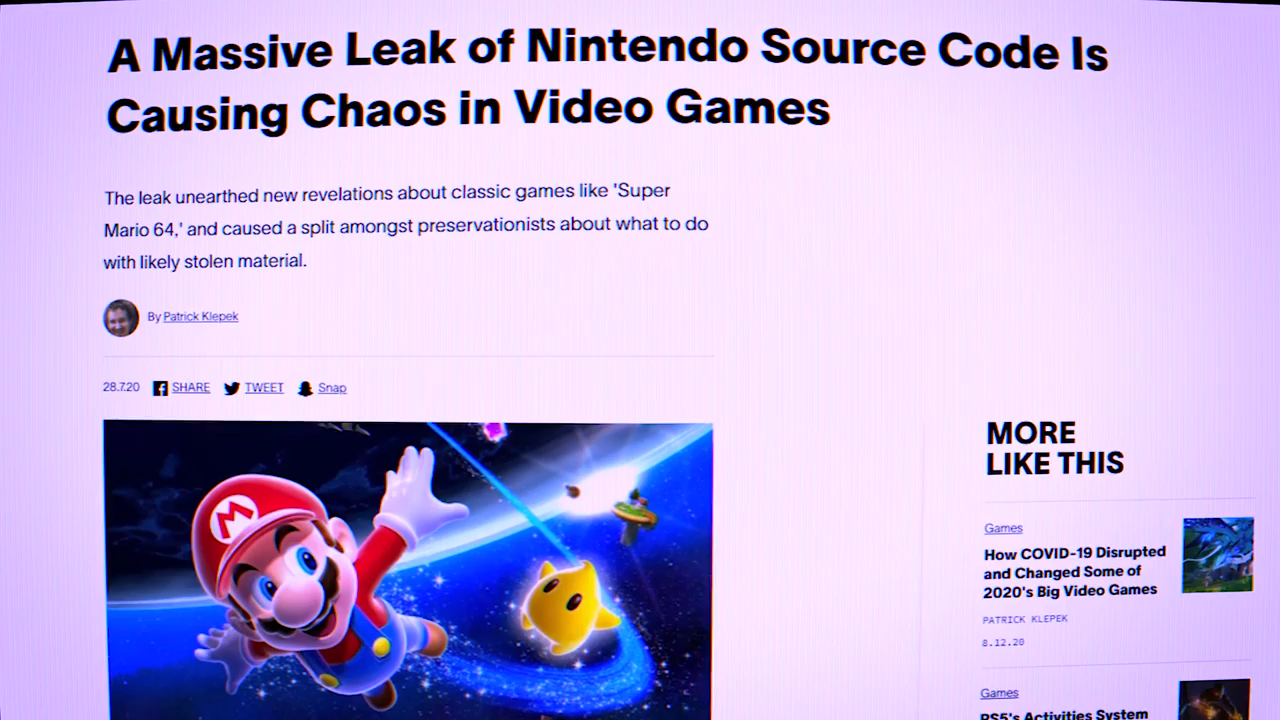 A Massive Leak of Nintendo Source Code Is
Causing Chaos in Video Games
The leak unearthed new revelations about classic games like 'Super
Mario 64,' and caused a split amongst preservationists about what to do
with likely stolen material.
By Patrick Klepek
28.7.20 SHARE TWEET Snap
M
MORE
LIKE THIS
Games
How COVID-19 Disrupted
and Changed Some of
2020's Big Video Games
PATRICK KLEPEK
8.12.20
Games
PS5's Activities System